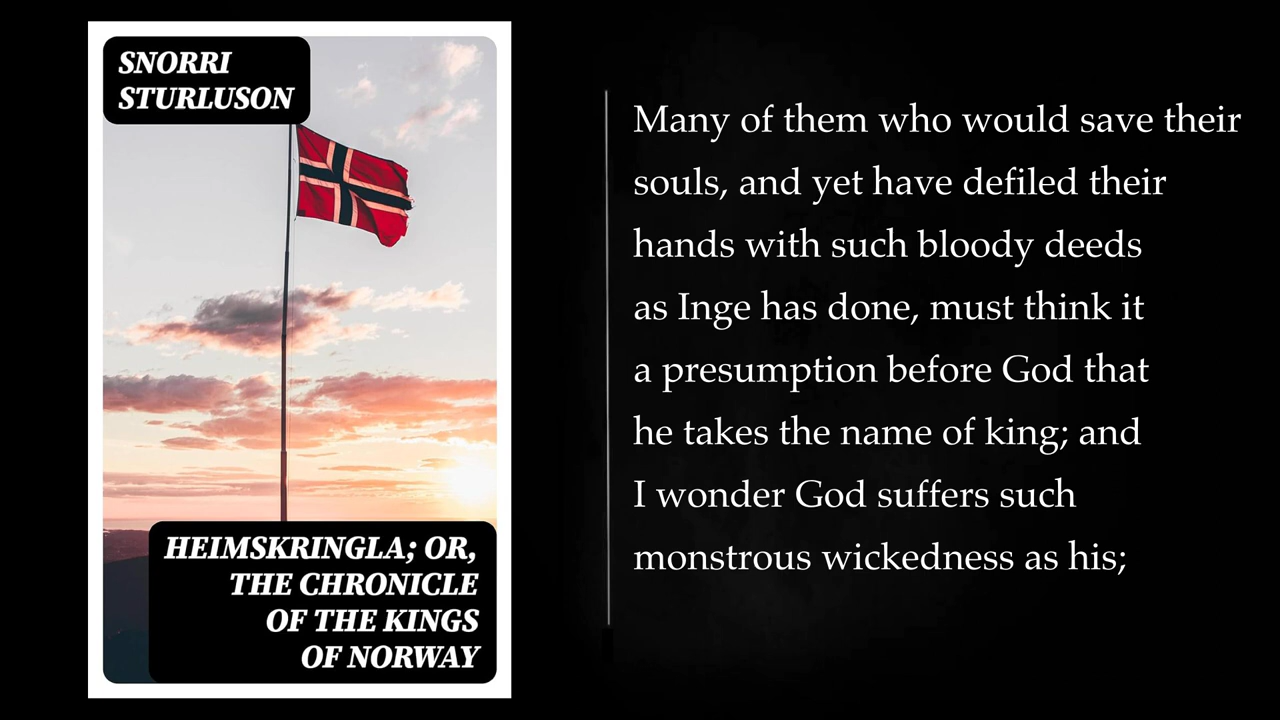 SNORRI
STURLUSON
HEIMSKRINGLA; OR,
THE CHRONICLE
OF THE KINGS
OF NORWAY
Many of them who would save their
souls, and yet have defiled their
hands with such bloody deeds
as Inge has done, must think it
a presumption before God that
he takes the name of king; and
I wonder God suffers such
monstrous wickedness as his;